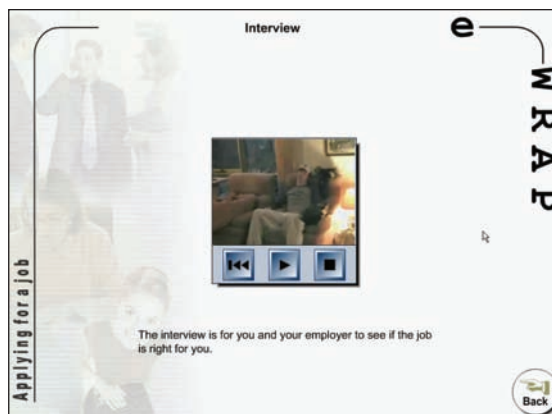 Interview
e
WRAP
Applying for a job
The interview is for you and your employer to see if the job
is right for you.
Back